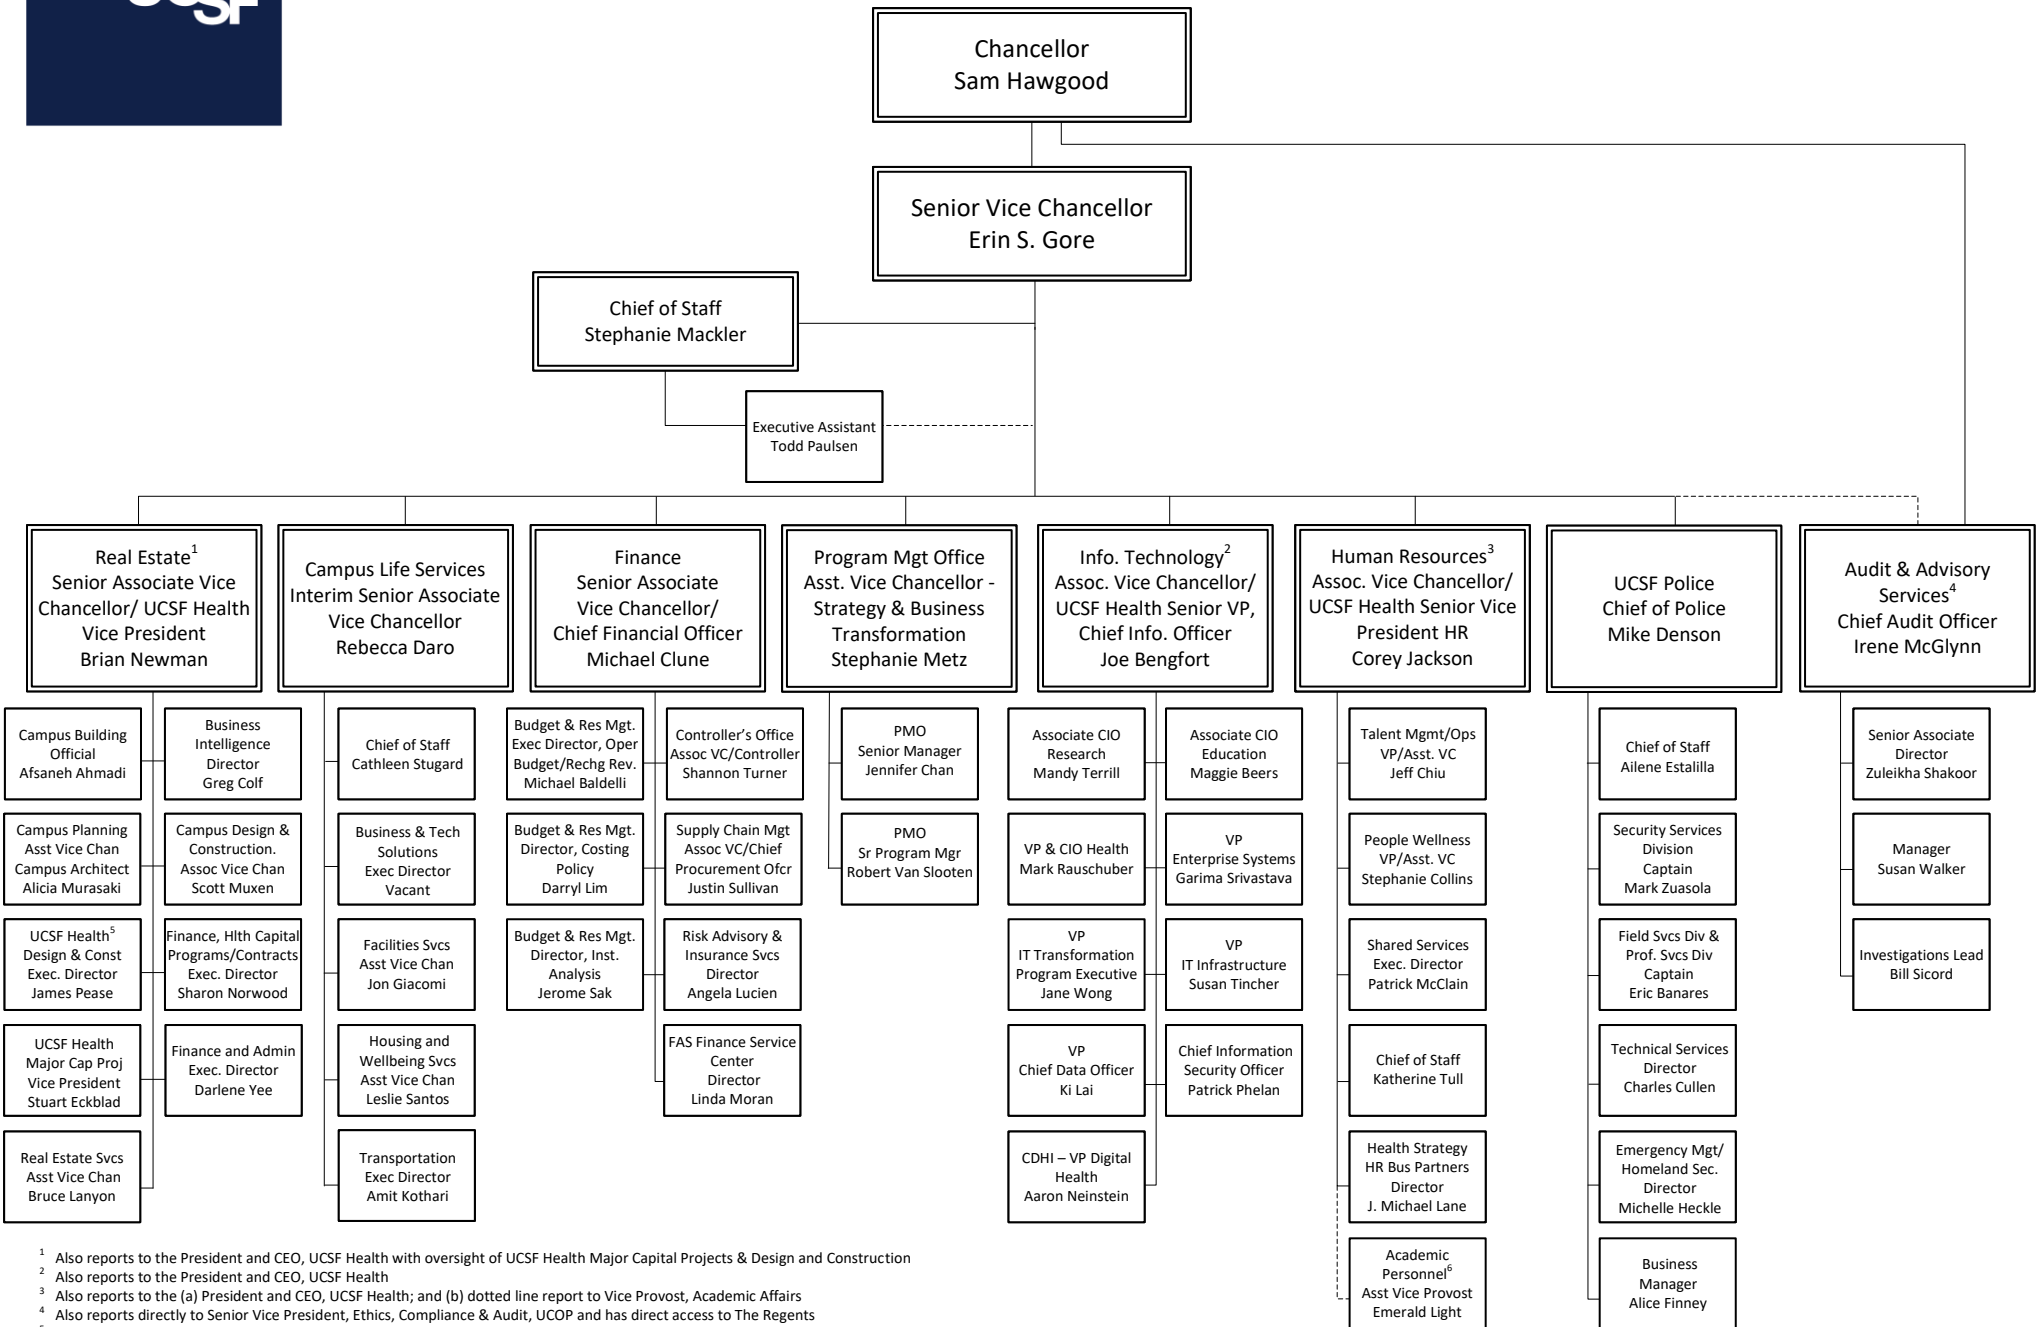 UCSF
Chancellor
Sam Hawgood
Senior Vice Chancellor
Erin S. Gore
Chief of Staff
Stephanie Mackler
Executive Assistant
Todd Paulsen
Real Estate1
Senior Associate Vice
Chancellor/ UCSF Health
Vice President
Brian Newman
Campus Life Services
Interim Senior Associate
Vice Chancellor
Rebecca Daro
Finance
Senior Associate
Vice Chancellor/
Chief Financial Officer
Michael Clune
Program Mgt Office
Asst. Vice Chancellor -
Strategy & Business
Transformation
Stephanie Metz
Info. Technology2
Assoc. Vice Chancellor/
UCSF Health Senior VP,
Chief Info. Officer
Joe Bengfort
Human Resources3
Assoc. Vice Chancellor/
UCSF Health Senior Vice
President HR
Corey Jackson
UCSF Police
Chief of Police
Mike Denson
Audit & Advisory
Services4
Chief Audit Officer
Irene McGlynn
Campus Building
Official
Afsaneh Ahmadi
Business
Intelligence
Director
Greg Colf
Campus Planning
Asst Vice Chan
Campus Architect
Alicia Murasaki
Campus Design &
Construction.
Assoc Vice Chan
Scott Muxen
UCSF Health5
Design & Const
Exec. Director
James Pease
Finance, Hlth Capital
Programs/Contracts
Exec. Director
Sharon Norwood
UCSF Health
Major Cap Proj
Vice President
Stuart Eckblad
Finance and Admin
Exec. Director
Darlene Yee
Real Estate Svcs
Asst Vice Chan
Bruce Lanyon
Chief of Staff
Cathleen Stugard
Business & Tech
Solutions
Exec Director
Vacant
Facilities Svcs
Asst Vice Chan
Jon Giacomi
Housing and
Wellbeing Svcs
Asst Vice Chan
Leslie Santos
Transportation
Exec Director
Amit Kothari
Budget & Res Mgt.
Exec Director, Oper
Budget/Rechg Rev.
Michael Baldelli
Controller’s Office
Assoc VC/Controller
Shannon Turner
Budget & Res Mgt.
Director, Costing
Policy
Darryl Lim
Supply Chain Mgt
Assoc VC/Chief
Procurement Ofcr
Justin Sullivan
Budget & Res Mgt.
Director, Inst.
Analysis
Jerome Sak
Risk Advisory &
Insurance Svcs
Director
Angela Lucien
FAS Finance Service
Center
Director
Linda Moran
PMO
Senior Manager
Jennifer Chan
PMO
Sr Program Mgr
Robert Van Slooten
Associate CIO
Research
Mandy Terrill
Associate CIO
Education
Maggie Beers
VP & CIO Health
Mark Rauschuber
VP
Enterprise Systems
Garima Srivastava
VP
IT Transformation
Program Executive
Jane Wong
VP
IT Infrastructure
Susan Tincher
VP
Chief Data Officer
Ki Lai
Chief Information
Security Officer
Patrick Phelan
CDHI – VP Digital
Health
Aaron Neinstein
Talent Mgmt/Ops
VP/Asst. VC
Jeff Chiu
People Wellness
VP/Asst. VC
Stephanie Collins
Shared Services
Exec. Director
Patrick McClain
Chief of Staff
Katherine Tull
Health Strategy
HR Bus Partners
Director
J. Michael Lane
Academic
Personnel6
Asst Vice Provost
Emerald Light
Chief of Staff
Ailene Estalilla
Security Services
Division
Captain
Mark Zuasola
Field Svcs Div &
Prof. Svcs Div
Captain
Eric Banares
Technical Services
Director
Charles Cullen
Emergency Mgt/
Homeland Sec.
Director
Michelle Heckle
Business
Manager
Alice Finney
Senior Associate
Director
Zuleikha Shakoor
Manager
Susan Walker
Investigations Lead
Bill Sicord
1 Also reports to the President and CEO, UCSF Health with oversight of UCSF Health Major Capital Projects & Design and Construction
2 Also reports to the President and CEO, UCSF Health
3 Also reports to the (a) President and CEO, UCSF Health; and (b) dotted line report to Vice Provost, Academic Affairs
4 Also reports directly to Senior Vice President, Ethics, Compliance & Audit, UCOP and has direct access to The Regents